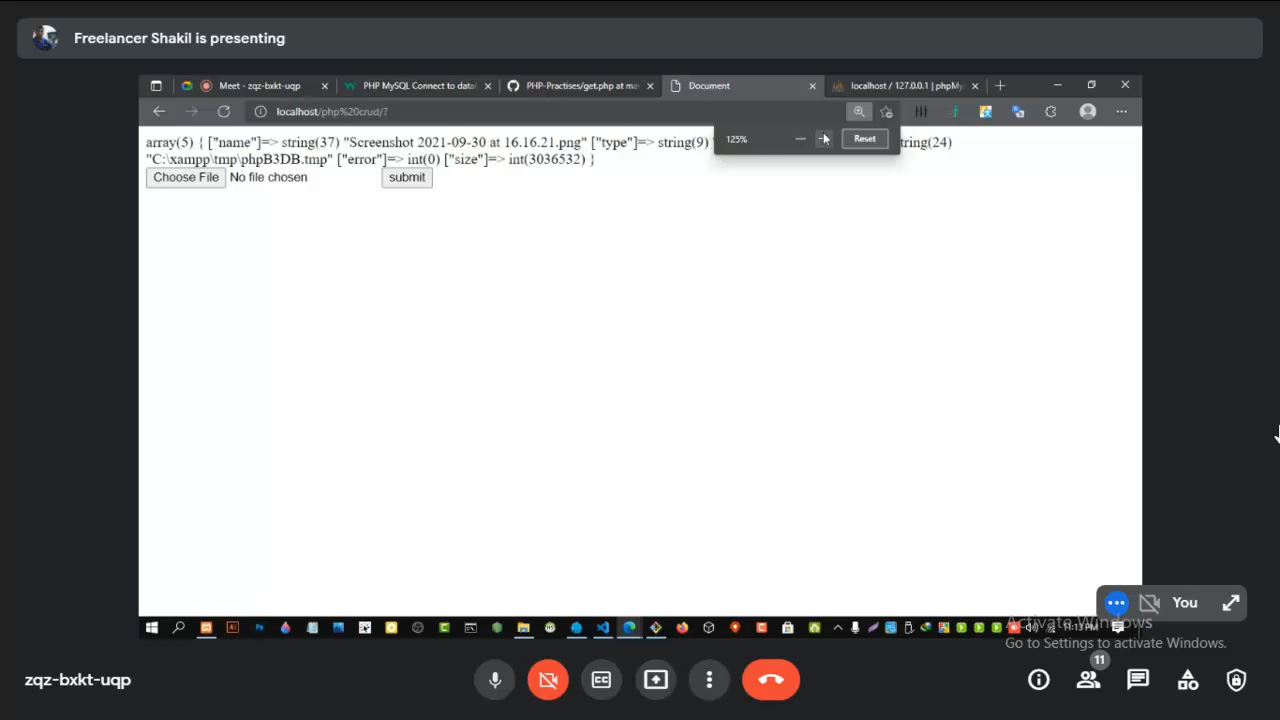 Freelancer Shakil is presenting
Meet - zqz-bxkt-uqp
PHP MySQL Connect to data
PHP-Practises/get.php at ma
Document
localhost / 127.0.0.1 | phpMy
localhost/php%20crud/?
125%
Reset
array(5) { ["name"]=> string(37) "Screenshot 2021-09-30 at 16.16.21.png" ["type"]=> string(9) tring(24)
"C:\xampp\tmp\phpB3DB.tmp" ["error"]=> int(0) ["size"]=> int(3036532) }
Choose File No file chosen submit
You
Activate Windows
Go to Settings to activate Windows.
11
zqz-bxkt-uqp
CC